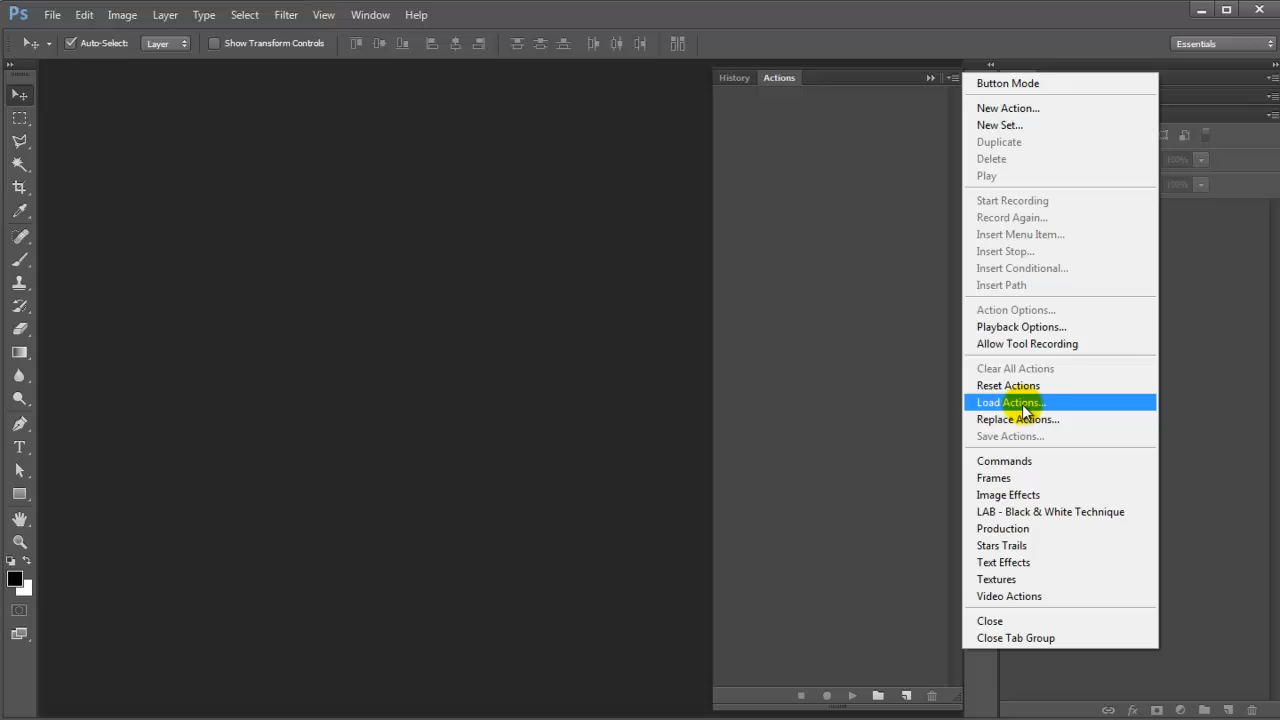 Ps File Edit Image Layer Type Select Filter View Window Help
Auto-Select: Layer Show Transform Controls Essentials
History Actions
Button Mode
New Action...
New Set...
Duplicate
Delete
Play
Start Recording
Record Again...
Insert Menu Item...
Insert Stop...
Insert Conditional...
Insert Path
Action Options...
Playback Options...
Allow Tool Recording
Clear All Actions
Reset Actions
Load Actions...
Replace Actions...
Save Actions...
Commands
Frames
Image Effects
LAB - Black & White Technique
Production
Stars Trails
Text Effects
Textures
Video Actions
Close
Close Tab Group
100%
100%